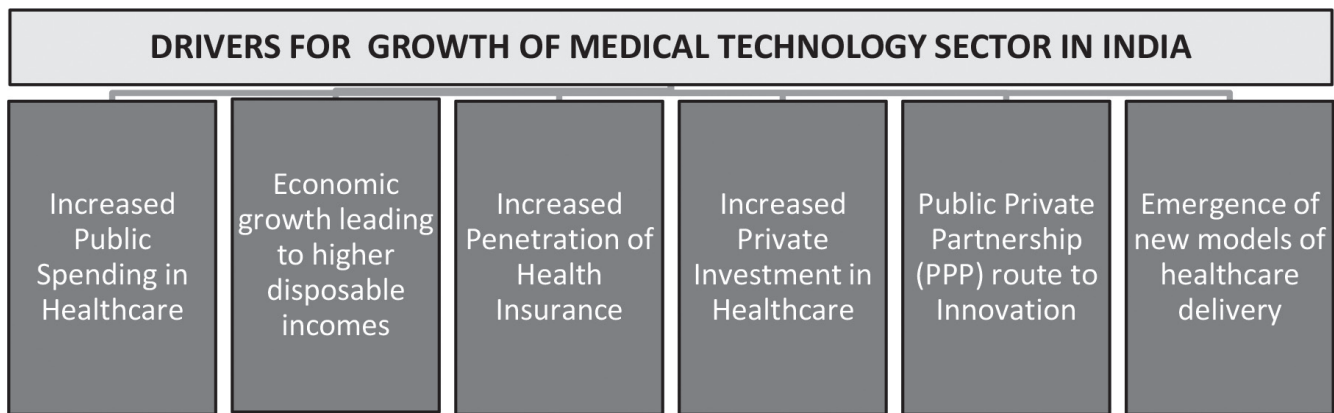 DRIVERS FOR GROWTH OF MEDICAL TECHNOLOGY SECTOR IN INDIA
Increased
Public
Spending in
Healthcare
Economic
growth leading
to higher
disposable
incomes
Increased
Penetration of
Health
Insurance
Increased
Private
Investment in
Healthcare
Public Private
Partnership
(PPP) route to
Innovation
Emergence of
new models of
healthcare
delivery